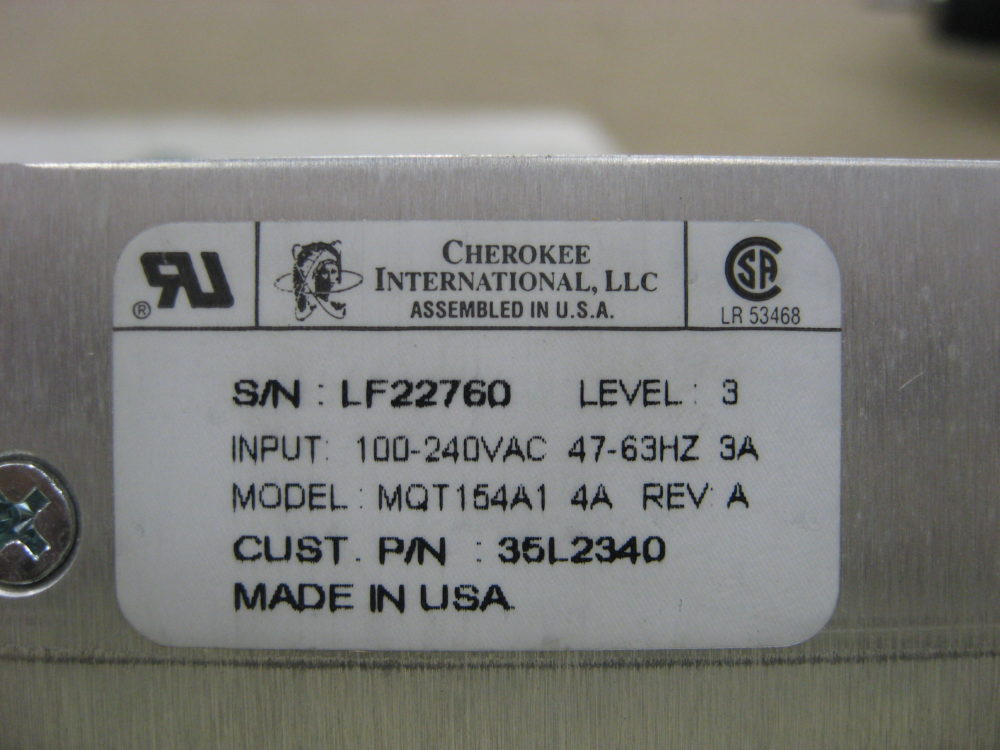 CHEROKEE
INTERNATIONAL, LLC
ASSEMBLED IN U.S.A.
®
LR 53468
S/N : LF22760 LEVEL : 3
INPUT: 100-240VAC 47-63HZ 3A
MODEL : MQT154A1 4A REV: A
CUST. P/N : 35L2340
MADE IN USA